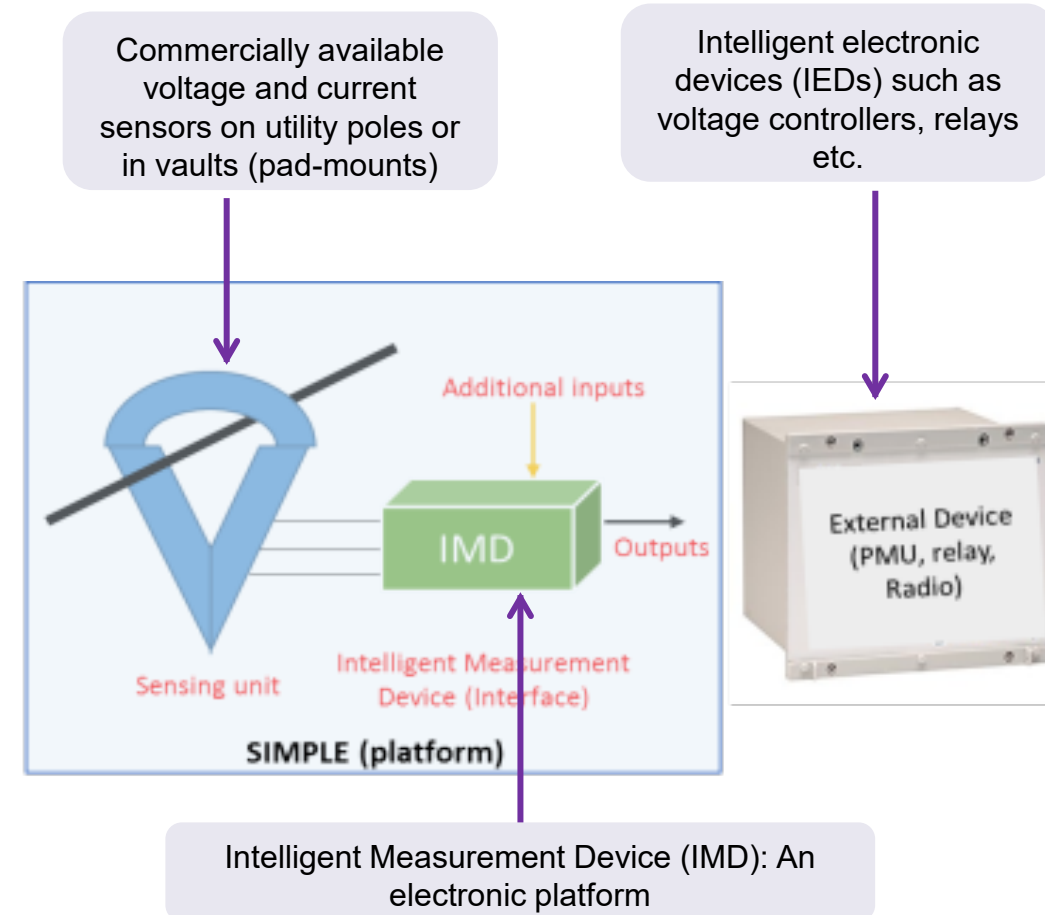 Commercially available
voltage and current
sensors on utility poles or
in vaults (pad-mounts)
Intelligent electronic
devices (IEDs) such as
voltage controllers, relays
etc.
Additional inputs
IMD
Outputs
External Device
(PMU, relay,
Radio)
Sensing unit
Intelligent Measurement
Device (Interface)
SIMPLE (platform)
Intelligent Measurement Device (IMD): An
electronic platform